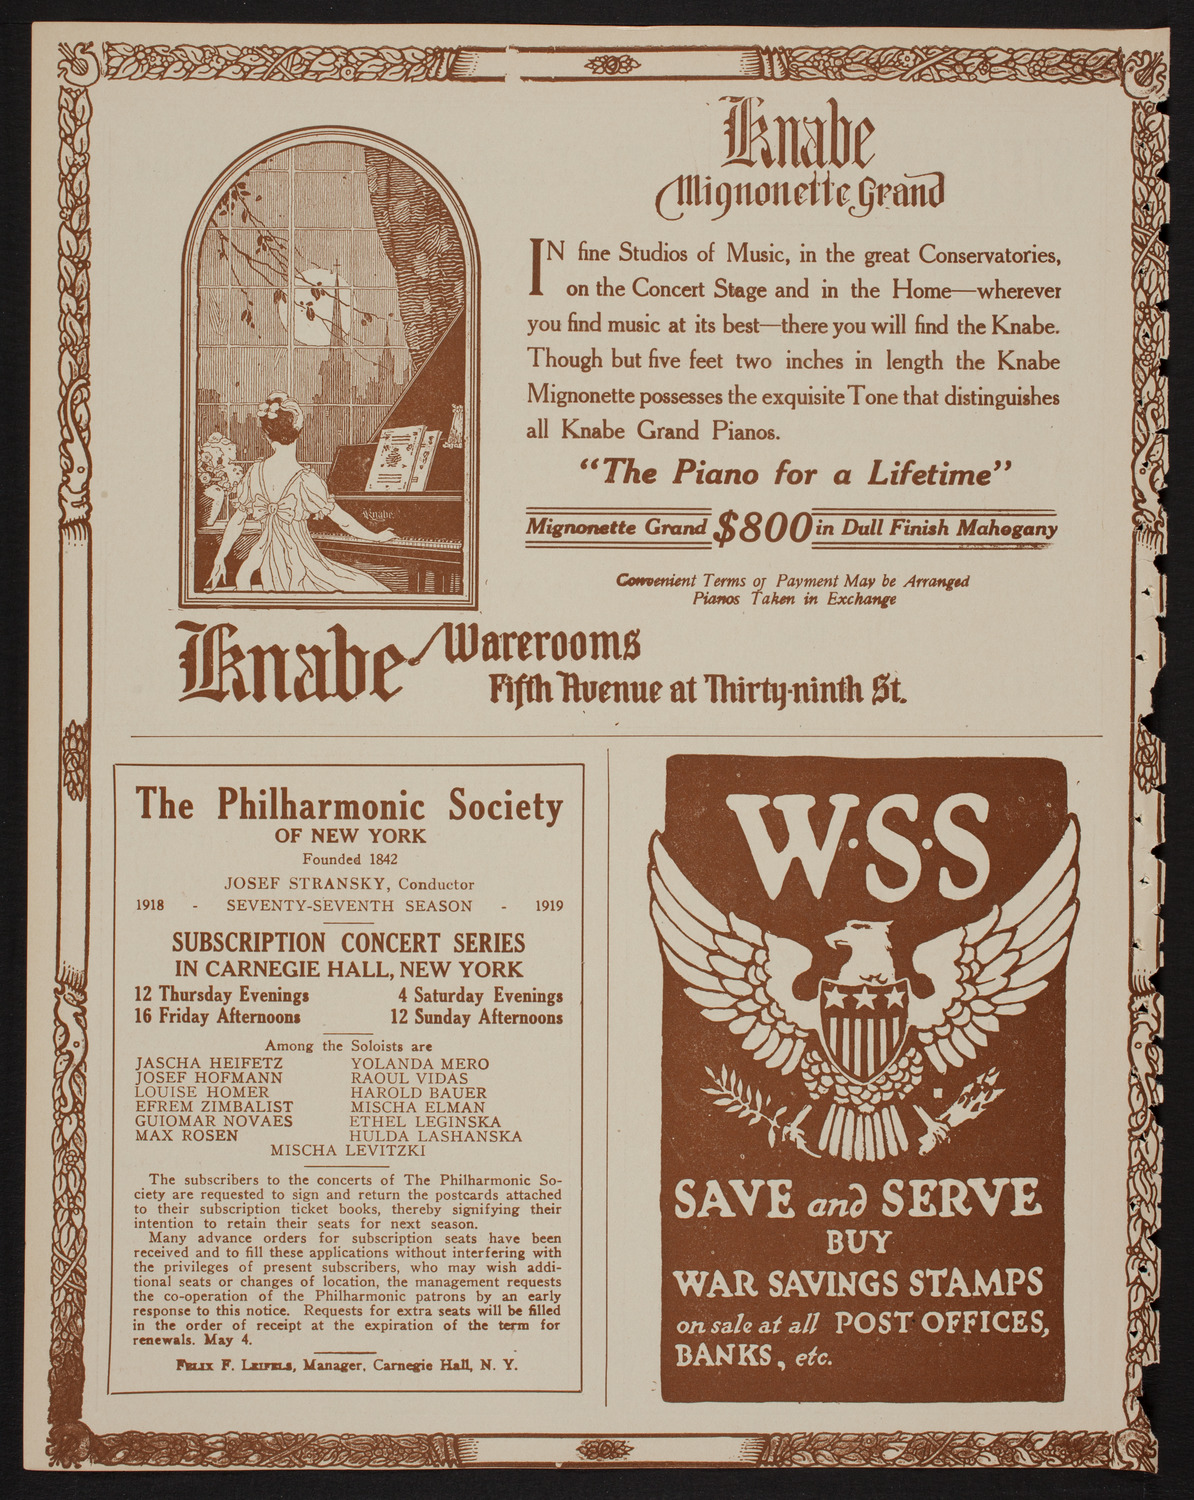 Knabe
Mignonette Grand
IN fine Studios of Music, in the great Conservatories,
on the Concert Stage and in the Home—wherever
you find music at its best—there you will find the Knabe.
Though but five feet two inches in length the Knabe
Mignonette possesses the exquisite Tone that distinguishes
all Knabe Grand Pianos.
“The Piano for a Lifetime”
Mignonette Grand $800 in Dull Finish Mahogany
Convenient Terms of Payment May be Arranged
Pianos Taken in Exchange
Knabe
Knabe Warerooms
Fifth Avenue at Thirty-ninth St.
The Philharmonic Society
OF NEW YORK
Founded 1842
JOSEF STRANSKY, Conductor
1918 - SEVENTY-SEVENTH SEASON - 1919
SUBSCRIPTION CONCERT SERIES
IN CARNEGIE HALL, NEW YORK
12 Thursday Evenings 4 Saturday Evenings
16 Friday Afternoons 12 Sunday Afternoons
Among the Soloists are
JASCHA HEIFETZ YOLANDA MERO
JOSEF HOFMANN RAOUL VIDAS
LOUISE HOMER HAROLD BAUER
EFREM ZIMBALIST MISCHA ELMAN
GUIOMAR NOVAES ETHEL LEGINSKA
MAX ROSEN HULDA LASHANSKA
MISCHA LEVITZKI
The subscribers to the concerts of The Philharmonic So-
ciety are requested to sign and return the postcards attached
to their subscription ticket books, thereby signifying their
intention to retain their seats for next season.
Many advance orders for subscription seats have been
received and to fill these applications without interfering with
the privileges of present subscribers, who may wish addi-
tional seats or changes of location, the management requests
the co-operation of the Philharmonic patrons by an early
response to this notice. Requests for extra seats will be filled
in the order of receipt at the expiration of the term for
renewals. May 4.
FELIX F. LEIFELS, Manager, Carnegie Hall, N. Y.
W·S·S
SAVE and SERVE
BUY
WAR SAVINGS STAMPS
on sale at all POST OFFICES,
BANKS, etc.